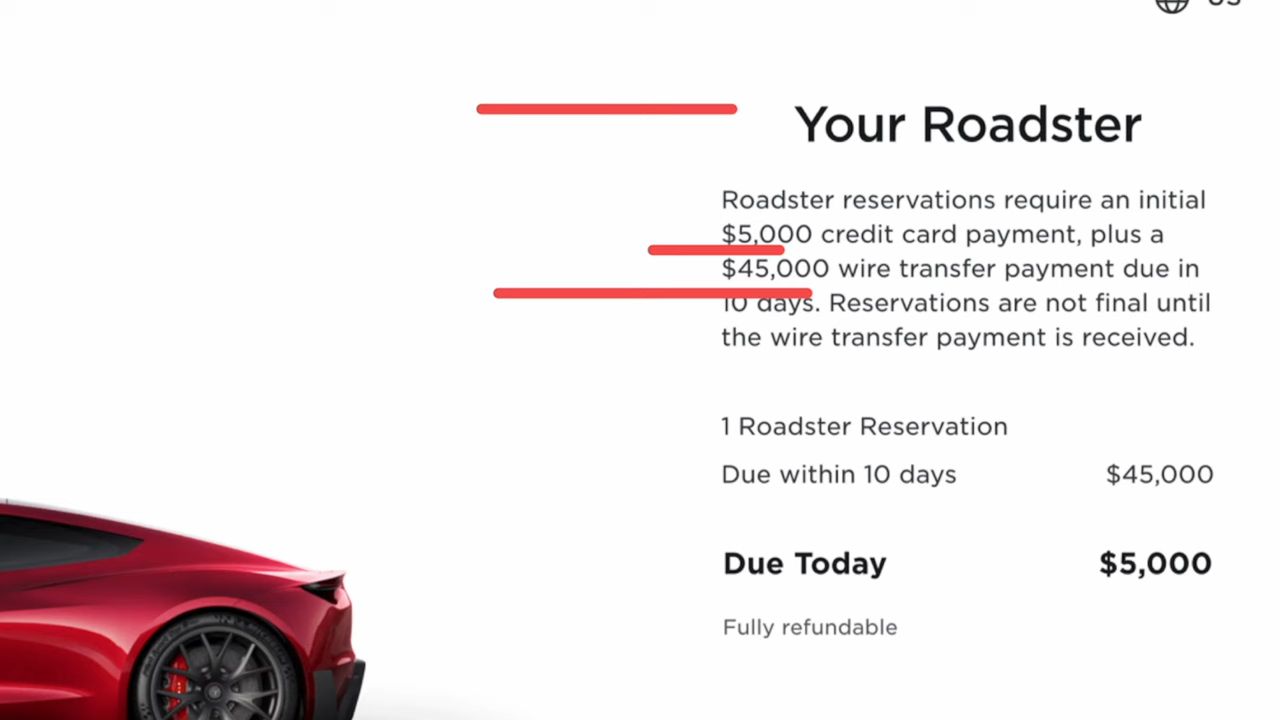 Your Roadster
Roadster reservations require an initial
$5,000 credit card payment, plus a
$45,000 wire transfer payment due in
10 days. Reservations are not final until
the wire transfer payment is received.
1 Roadster Reservation
Due within 10 days $45,000
Due Today $5,000
Fully refundable